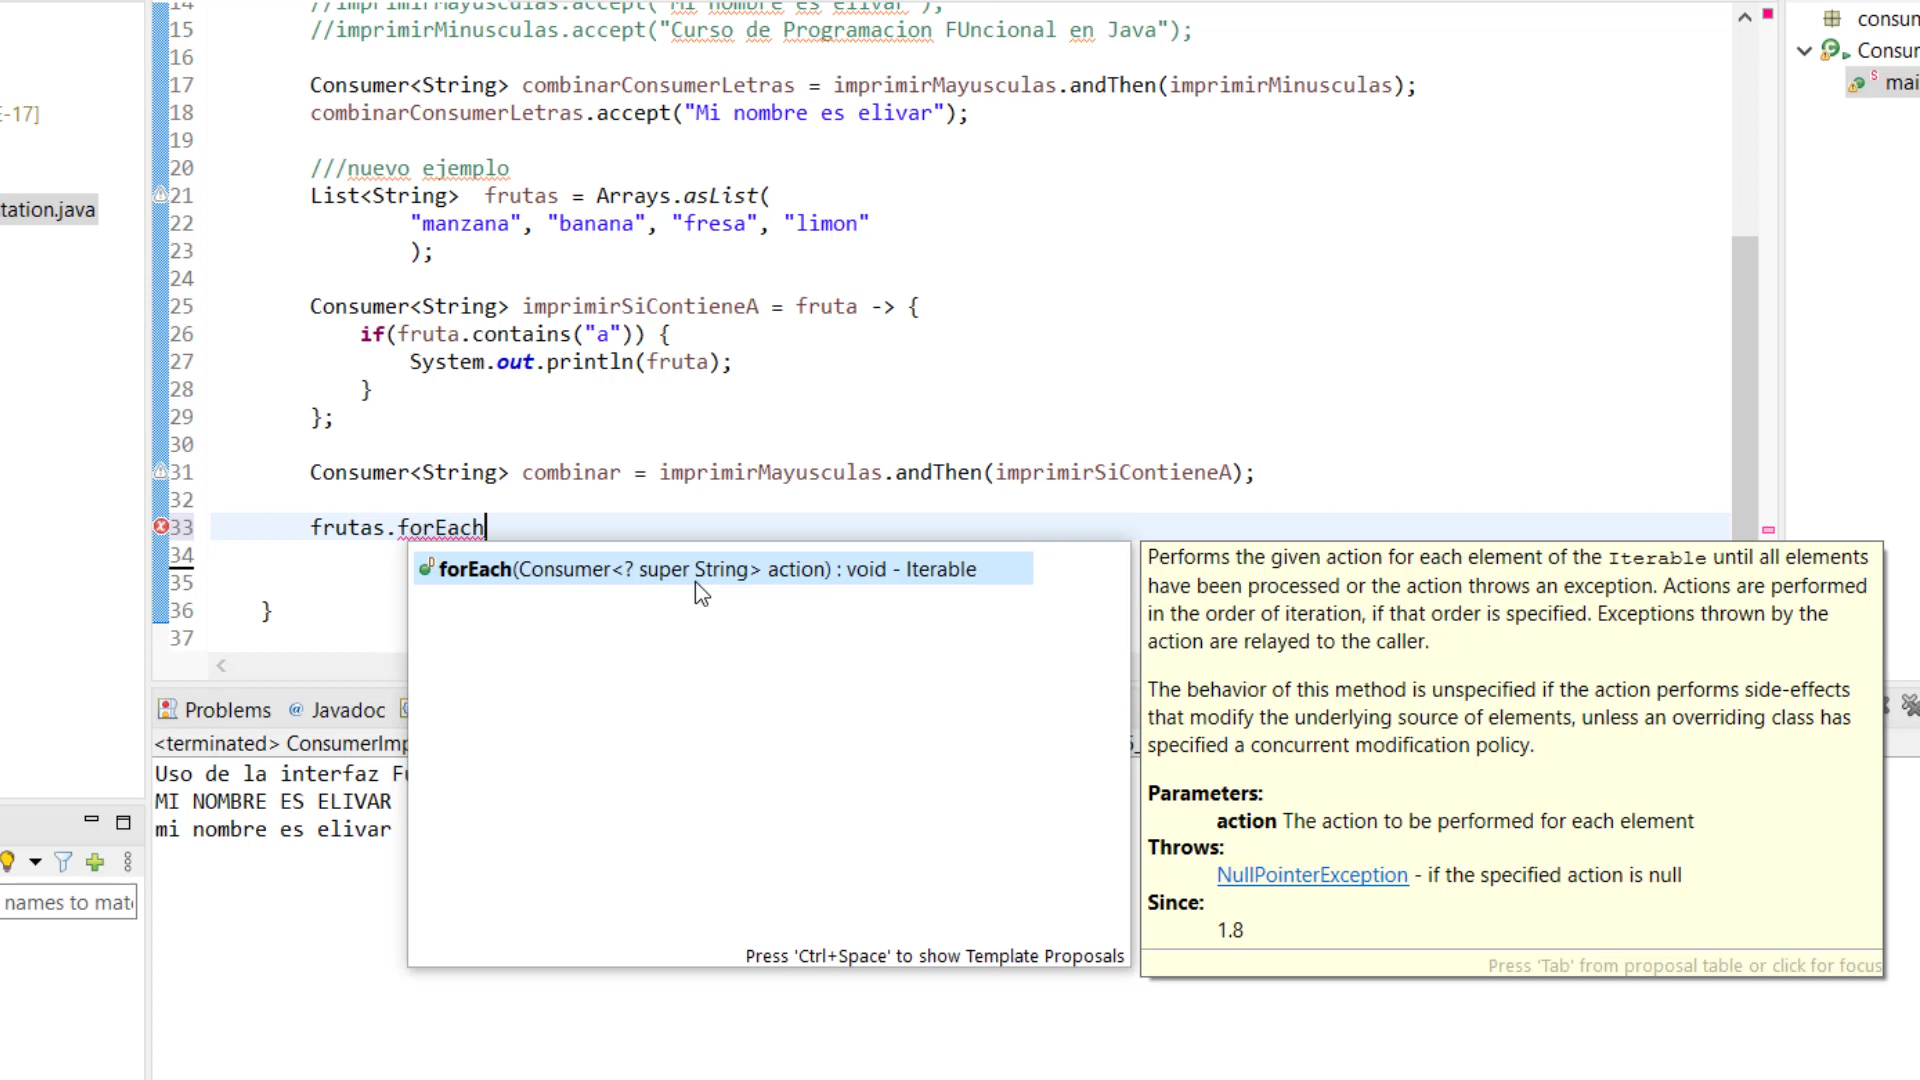 14 //imprimirMayusculas.accept("Mi nombre es elivar");
15 //imprimirMinusculas.accept("Curso de Programacion FUncional en Java");
16
17 Consumer<String> combinarConsumerLetras = imprimirMayusculas.andThen(imprimirMinusculas);
18 combinarConsumerLetras.accept("Mi nombre es elivar");
19
20 ///nuevo ejemplo
21 List<String>  frutas = Arrays.asList(
22 "manzana", "banana", "fresa", "limon"
23 );
24
25 Consumer<String> imprimirSiContieneA = fruta -> {
26 if(fruta.contains("a")) {
27 System.out.println(fruta);
28 }
29 };
30
31 Consumer<String> combinar = imprimirMayusculas.andThen(imprimirSiContieneA);
32
33 frutas.forEach
34
35
36 }
37
forEach(Consumer<? super String> action) : void - Iterable
Press 'Ctrl+Space' to show Template Proposals
Performs the given action for each element of the Iterable until all elements
have been processed or the action throws an exception. Actions are performed
in the order of iteration, if that order is specified. Exceptions thrown by the
action are relayed to the caller.
The behavior of this method is unspecified if the action performs side-effects
that modify the underlying source of elements, unless an overriding class has
specified a concurrent modification policy.
Parameters:
action The action to be performed for each element
Throws:
NullPointerException - if the specified action is null
Since:
1.8
Press 'Tab' from proposal table or click for focus
-17]
tation.java
names to mat
consum
Consum
mai
Problems @ Javadoc
<terminated> ConsumerImp
Uso de la interfaz Fu
MI NOMBRE ES ELIVAR
mi nombre es elivar